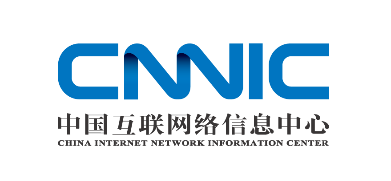 CNNIC
中国互联网络信息中心
CHINA INTERNET NETWORK INFORMATION CENTER